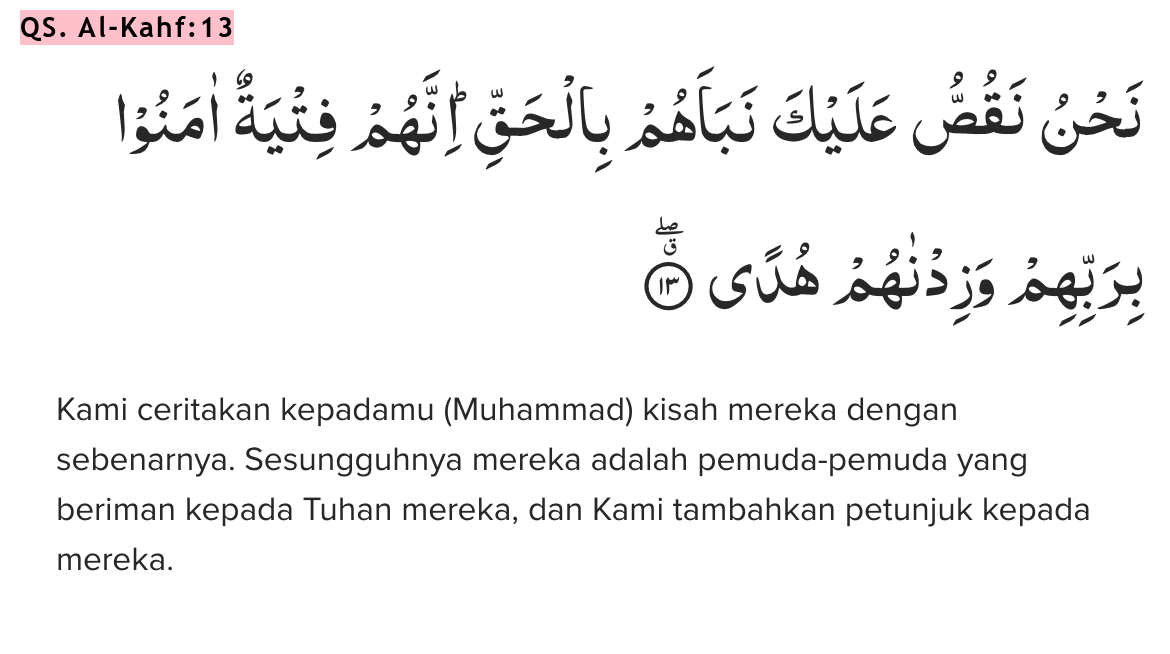 QS. Al-Kahf:13
نَحْنُ نَقُصُّ عَلَيْكَ نَبَاَهُمْ بِالْحَقِّۗ اِنَّهُمْ فِتْيَةٌ اٰمَنُوْا
بِرَبِّهِمْ وَزِدْنٰهُمْ هُدًىۖ ۝١٣
Kami ceritakan kepadamu (Muhammad) kisah mereka dengan
sebenarnya. Sesungguhnya mereka adalah pemuda-pemuda yang
beriman kepada Tuhan mereka, dan Kami tambahkan petunjuk kepada
mereka.